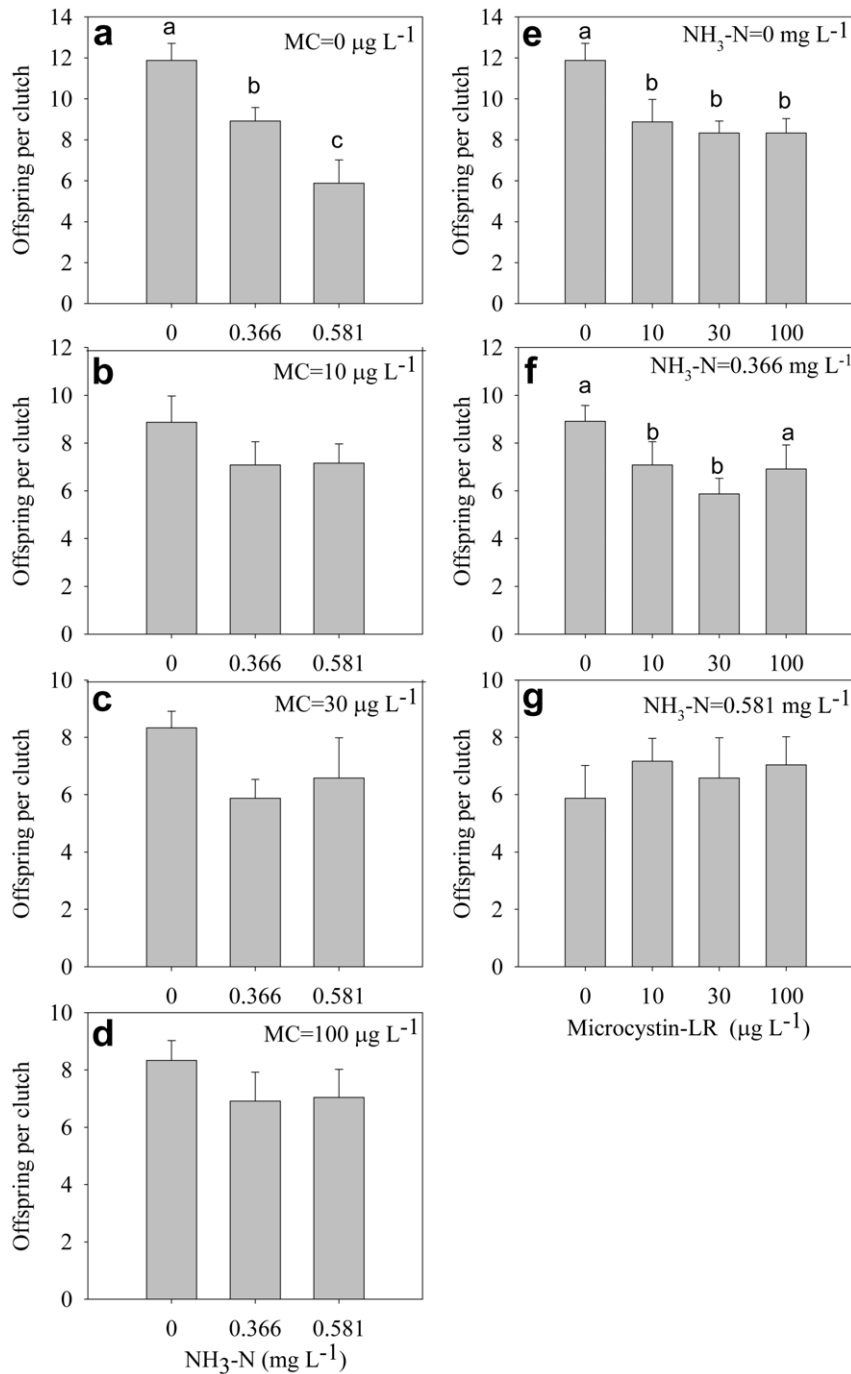 a
MC=0 µg L-1
Offspring per clutch
14
12
10
8
6
4
2
0
a
b
c
0 0.366 0.581
b
MC=10 µg L-1
Offspring per clutch
12
10
8
6
4
2
0
0 0.366 0.581
c
MC=30 µg L-1
Offspring per clutch
10
8
6
4
2
0
0 0.366 0.581
d
MC=100 µg L-1
Offspring per clutch
10
8
6
4
2
0
0 0.366 0.581
NH3-N (mg L-1)
e
NH3-N=0 mg L-1
Offspring per clutch
14
12
10
8
6
4
2
0
a
b
b
b
0 10 30 100
f
NH3-N=0.366 mg L-1
Offspring per clutch
12
10
8
6
4
2
0
a
b
b
a
0 10 30 100
g
NH3-N=0.581 mg L-1
Offspring per clutch
10
8
6
4
2
0
0 10 30 100
Microcystin-LR (µg L-1)